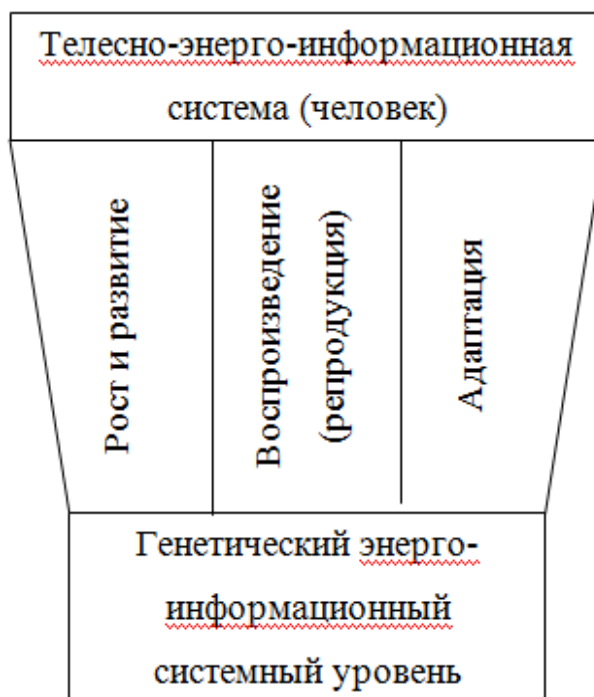 Телесно-энерго-информационная
система (человек)
Рост и развитие
Воспроизведение
(репродукция)
Адаптация
Генетический энерго-
информационный
системный уровень